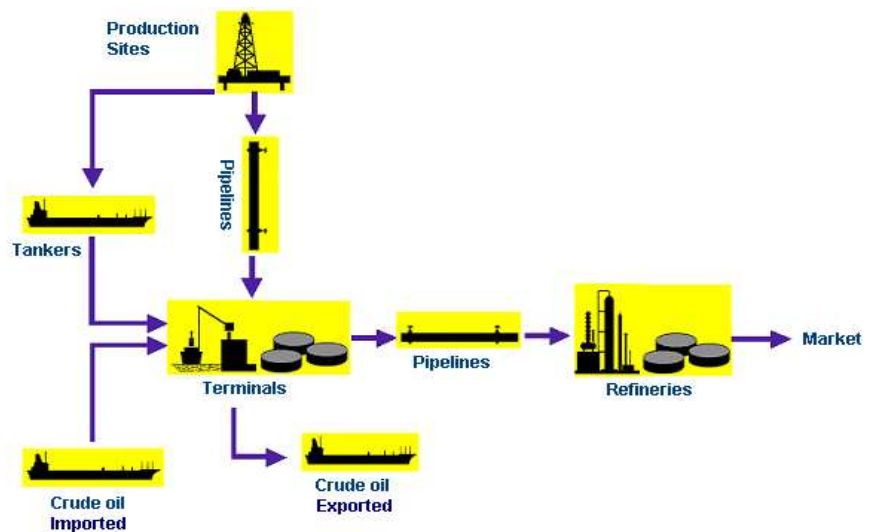 Production
Sites
Pipelines
Tankers
Terminals
Pipelines
Refineries
Market
Crude oil
Imported
Crude oil
Exported